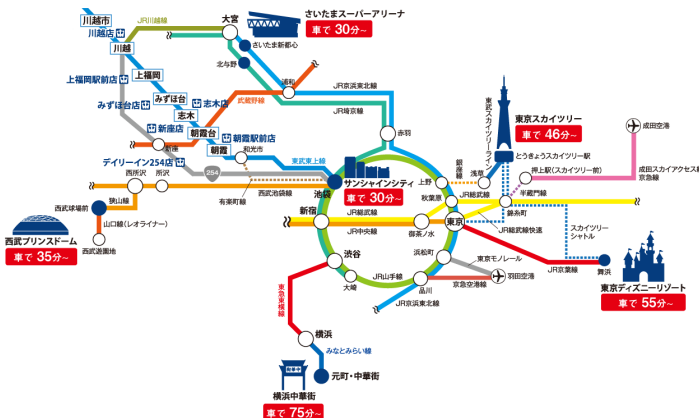 川越市
川越店
JR川越線
大宮
さいたまスーパーアリーナ
車で 30分~
川越
さいたま新都心
北与野
上福岡駅前店
上福岡
浦和
JR京浜東北線
武蔵野線
JR埼京線
みずほ台店
みずほ台
志木店
志木
赤羽
新座店
新座
朝霞台
朝霞駅前店
朝霞
和光市
東武東上線
デイリーイン254店
254
西所沢
所沢
有楽町線
西武池袋線
池袋
サンシャインシティ
車で 30分~
東武スカイツリーライン
東京スカイツリー
車で 46分~
とうきょうスカイツリー駅
銀座線
浅草
上野
押上駅(スカイツリー前)
半蔵門線
成田空港
成田スカイアクセス線
京急線
狭山線
西武球場前
山口線(レオライナー)
西武遊園地
西武プリンスドーム
車で 35分~
新宿
JR総武線
JR中央線
秋葉原
JR総武線
御茶ノ水
東京
錦糸町
JR総武線快速
スカイツリー
シャトル
渋谷
大崎
JR山手線
浜松町
東京モノレール
羽田空港
京急空港線
品川
JR京浜東北線
JR京葉線
舞浜
東京ディズニーリゾート
車で 55分~
東急東横線
横浜
みなとみらい線
元町・中華街
横浜中華街
車で 75分~